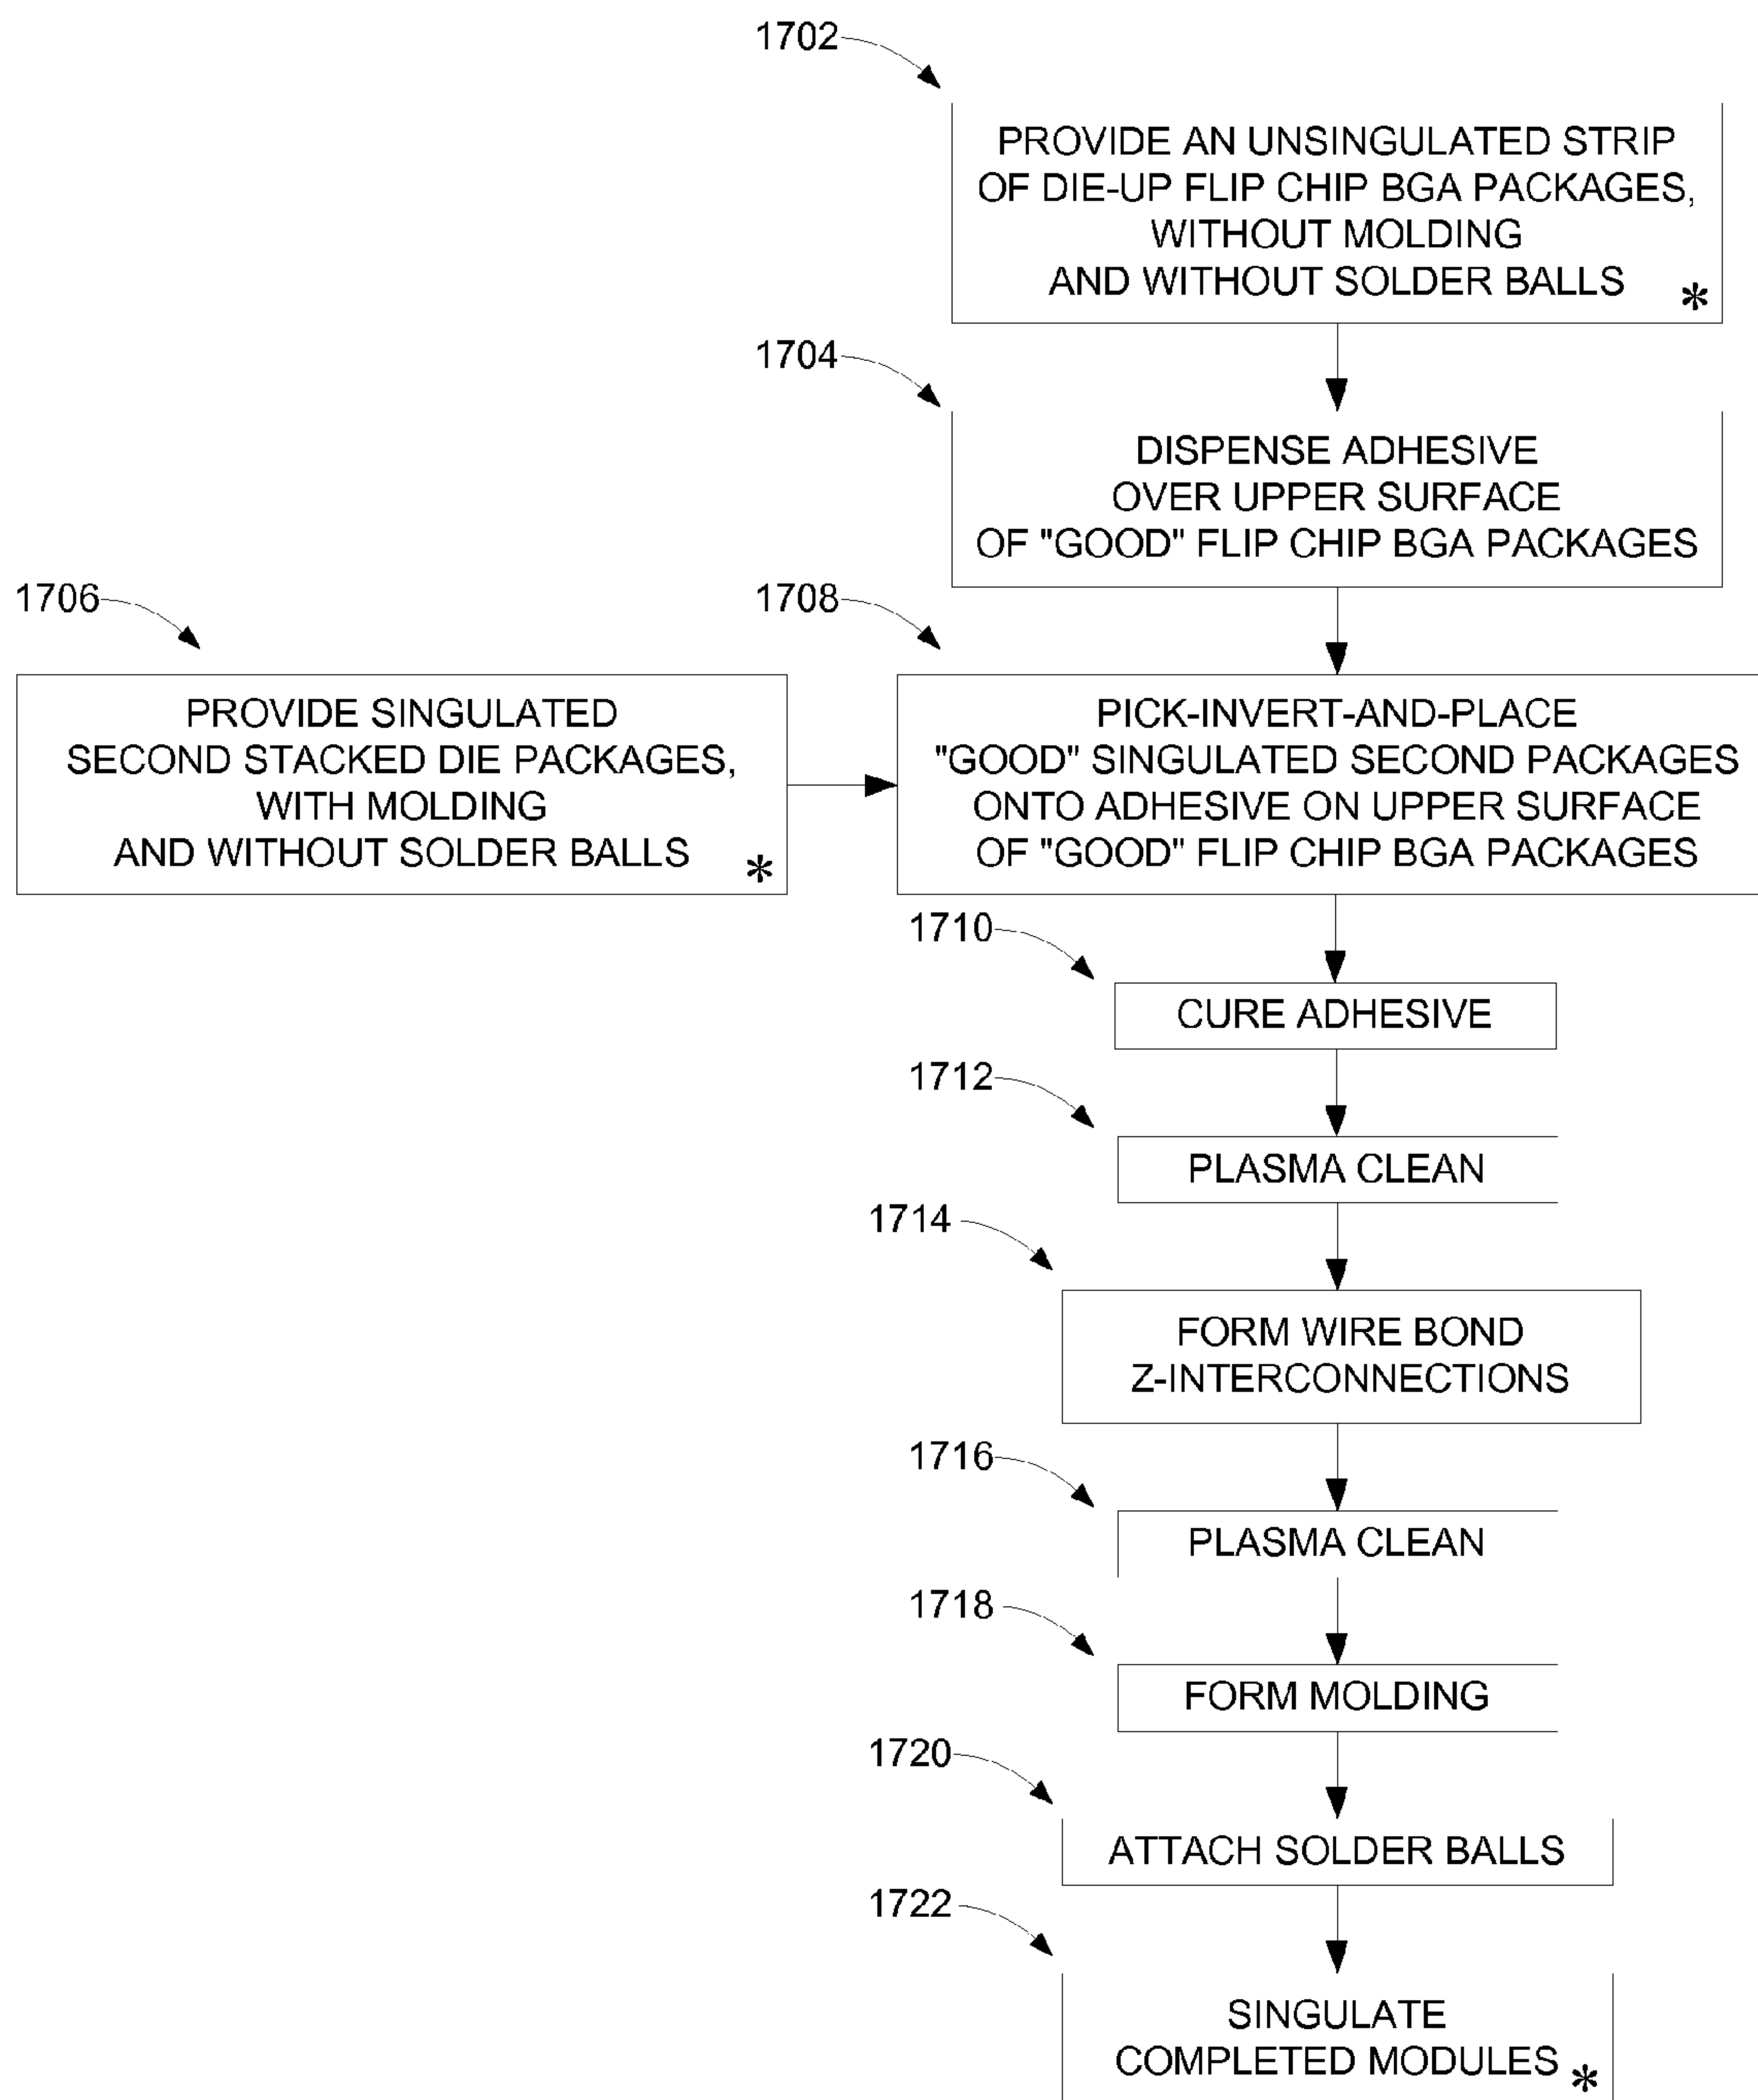 1702
PROVIDE AN UNSINGULATED STRIP
OF DIE-UP FLIP CHIP BGA PACKAGES,
WITHOUT MOLDING
AND WITHOUT SOLDER BALLS *
1704
DISPENSE ADHESIVE
OVER UPPER SURFACE
OF "GOOD" FLIP CHIP BGA PACKAGES
1706
PROVIDE SINGULATED
SECOND STACKED DIE PACKAGES,
WITH MOLDING
AND WITHOUT SOLDER BALLS *
1708
PICK-INVERT-AND-PLACE
"GOOD" SINGULATED SECOND PACKAGES
ONTO ADHESIVE ON UPPER SURFACE
OF "GOOD" FLIP CHIP BGA PACKAGES
1710
CURE ADHESIVE
1712
PLASMA CLEAN
1714
FORM WIRE BOND
Z-INTERCONNECTIONS
1716
PLASMA CLEAN
1718
FORM MOLDING
1720
ATTACH SOLDER BALLS
1722
SINGULATE
COMPLETED MODULES *